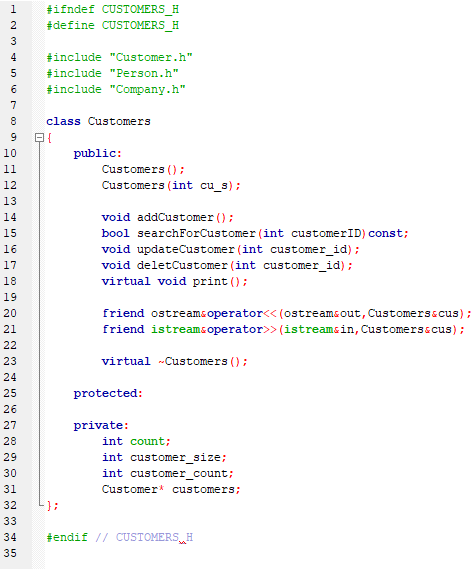 1 #ifndef CUSTOMERS_H
2 #define CUSTOMERS_H
3
4 #include "Customer.h"
5 #include "Person.h"
6 #include "Company.h"
7
8 class Customers
9 {
10 public:
11 Customers();
12 Customers(int cu_s);
13
14 void addCustomer();
15 bool searchForCustomer(int customerID)const;
16 void updateCustomer(int customer_id);
17 void deletCustomer(int customer_id);
18 virtual void print();
19
20 friend ostream&operator<<(ostream&out,Customers&cus);
21 friend istream&operator>>(istream&in,Customers&cus);
22
23 virtual ~Customers();
24
25 protected:
26
27 private:
28 int count;
29 int customer_size;
30 int customer_count;
31 Customer* customers;
32 };
33
34 #endif // CUSTOMERS_H
35